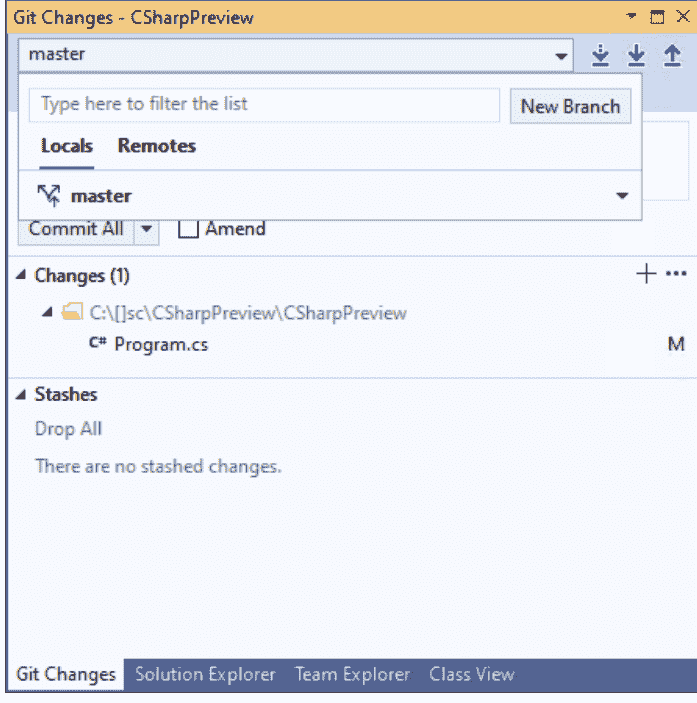 Git Changes - CSharpPreview
master
Type here to filter the list
New Branch
Locals Remotes
master
Commit All Amend
Changes (1)
C:\[]sc\CSharpPreview\CSharpPreview
C# Program.cs M
Stashes
Drop All
There are no stashed changes.
Git Changes Solution Explorer Team Explorer Class View